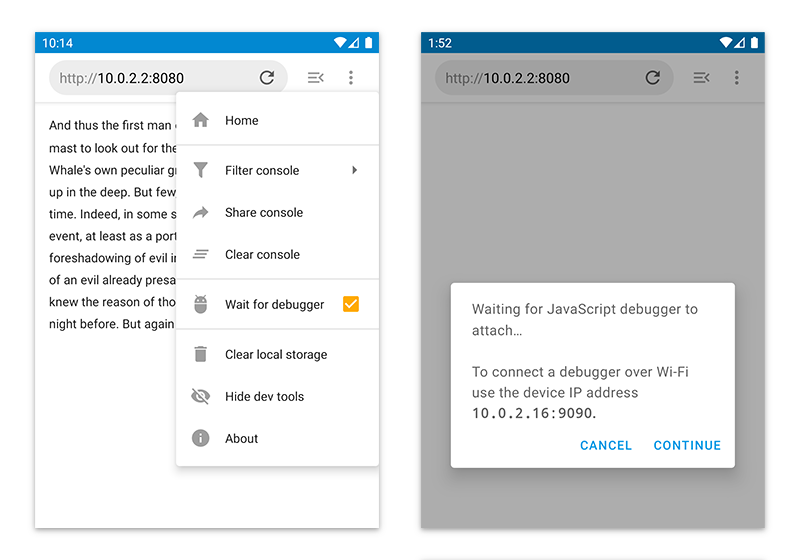 10:14
http://10.0.2.2:8080
And thus the first man
mast to look out for the
Whale's own peculiar
up in the deep. But few,
time. Indeed, in some
event, at least as a
foreshadowing of evil
of an evil already
knew the reason of
night before. But again
Home
Filter console
Share console
Clear console
Wait for debugger
Clear local storage
Hide dev tools
About
1:52
http://10.0.2.2:8080
Waiting for JavaScript debugger to
attach…
To connect a debugger over Wi-Fi
use the device IP address
10.0.2.16:9090.
CANCEL CONTINUE